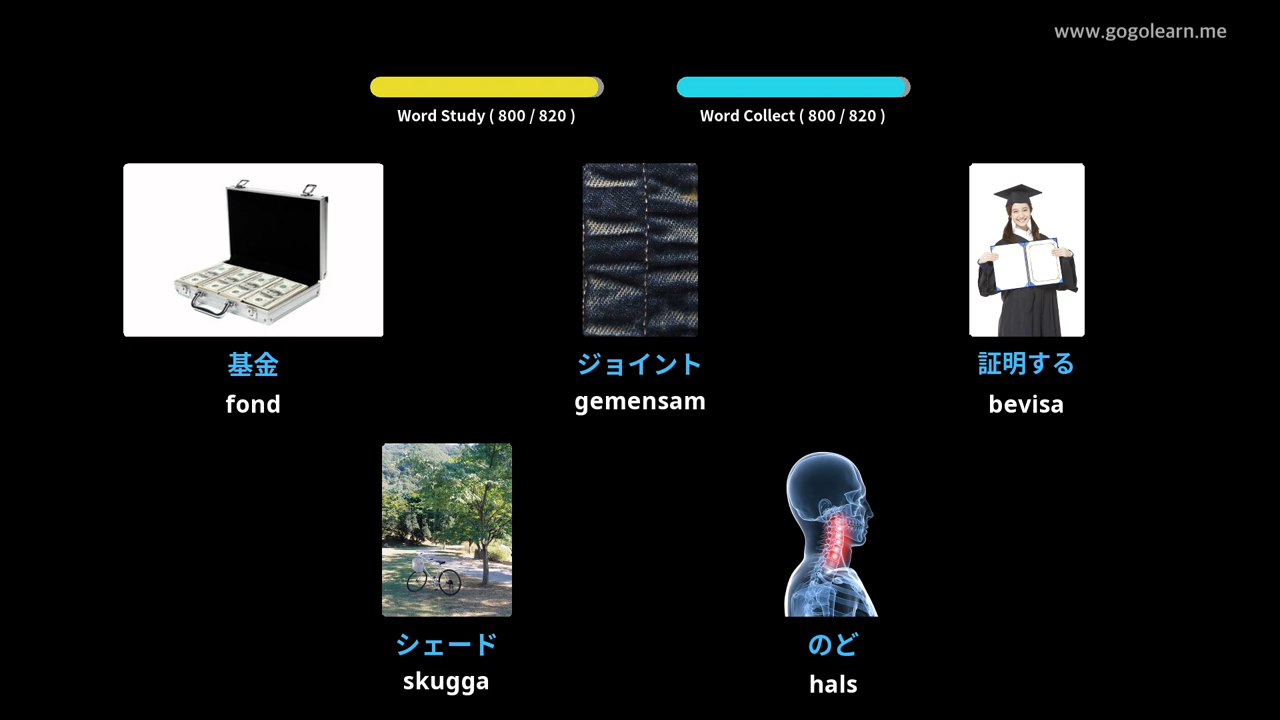 www.gogolearn.me
Word Study ( 800 / 820 )
Word Collect ( 800 / 820 )
基金
fond
ジョイント
gemensam
証明する
bevisa
シェード
skugga
のど
hals